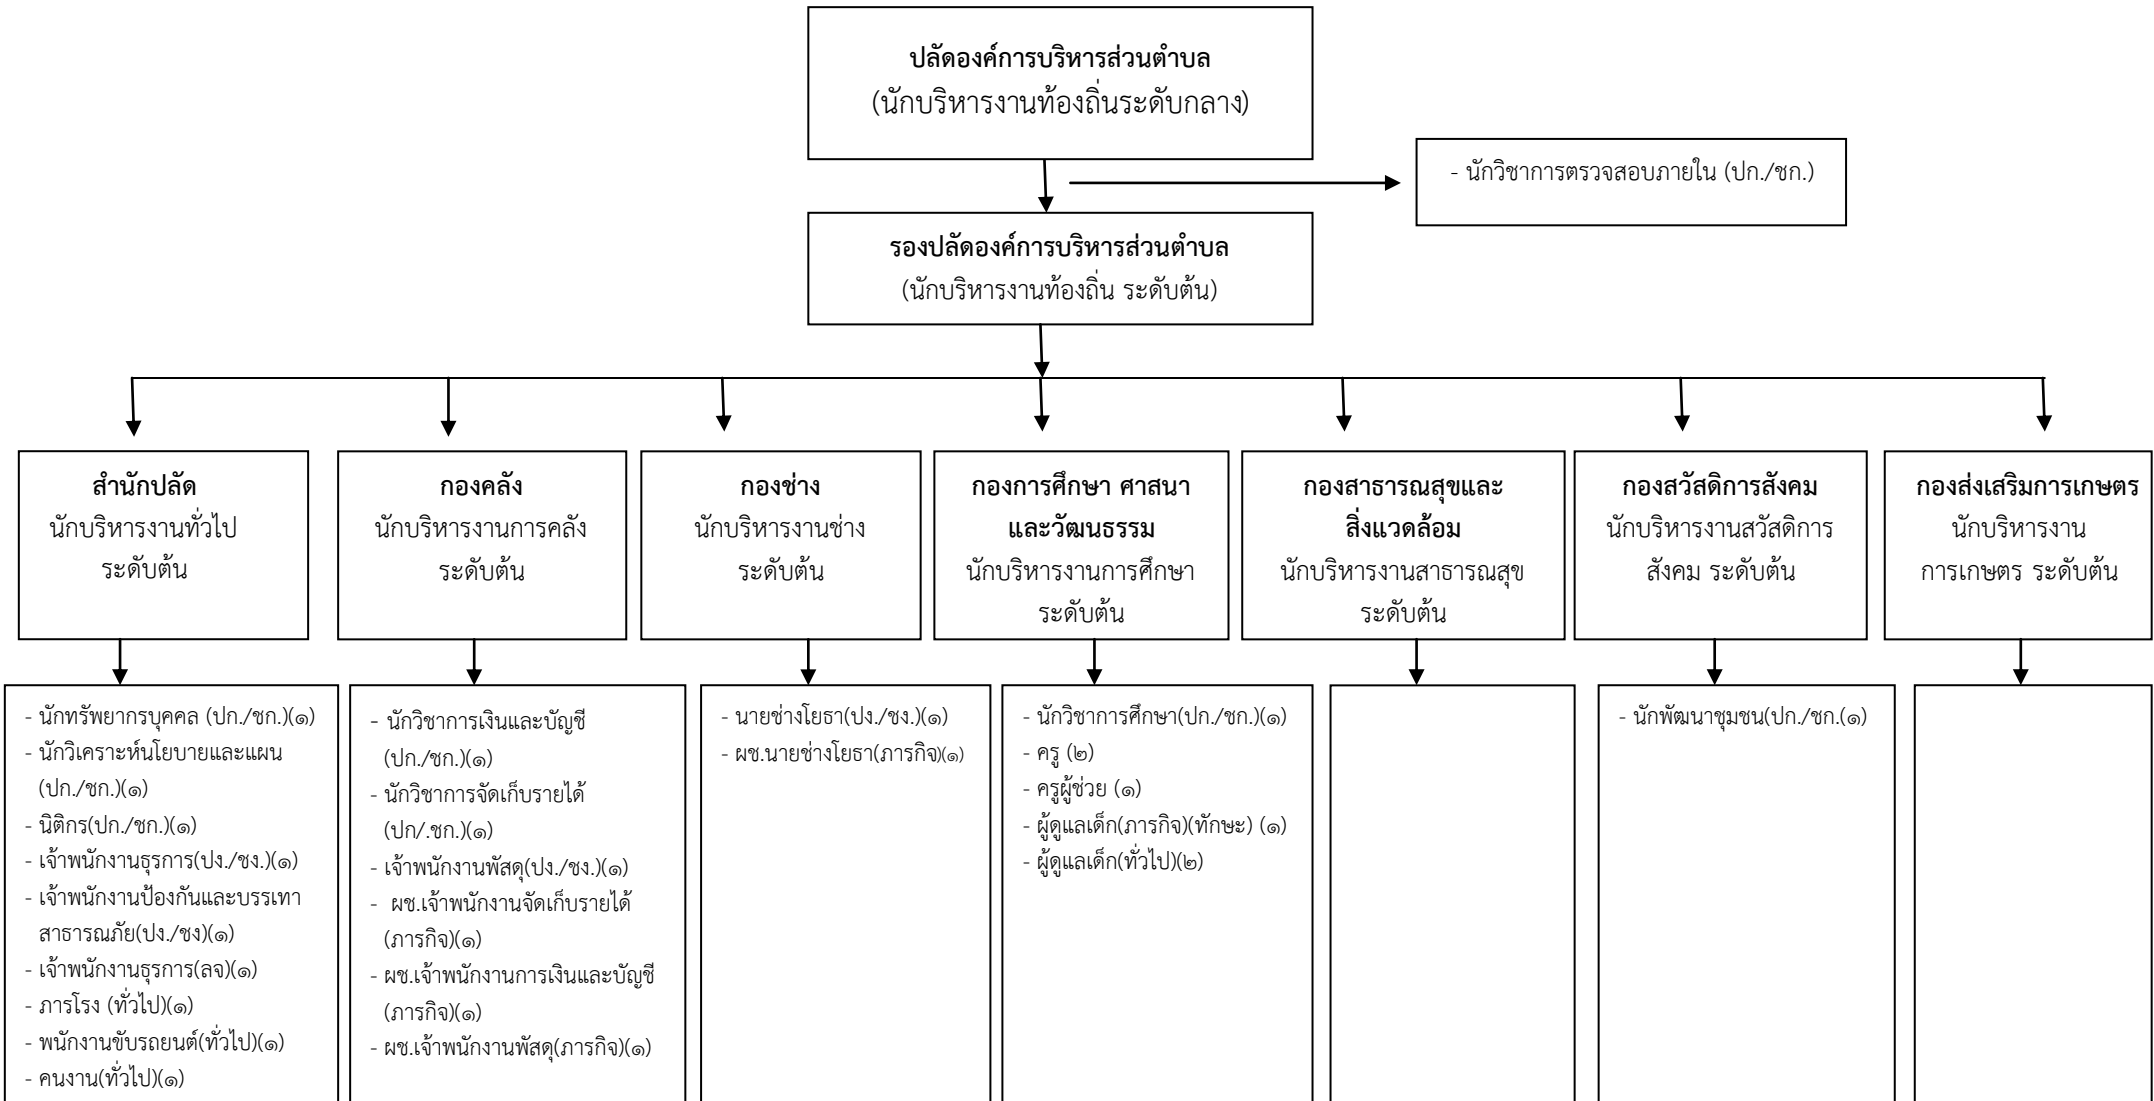 ปลัดองค์การบริหารส่วนตำบล
(นักบริหารงานท้องถิ่นระดับกลาง)
- นักวิชาการตรวจสอบภายใน (ปก./ชก.)
รองปลัดองค์การบริหารส่วนตำบล
(นักบริหารงานท้องถิ่น ระดับต้น)
สำนักปลัด
นักบริหารงานทั่วไป
ระดับต้น
กองคลัง
นักบริหารงานการคลัง
ระดับต้น
กองช่าง
นักบริหารงานช่าง
ระดับต้น
กองการศึกษา ศาสนา
และวัฒนธรรม
นักบริหารงานการศึกษา
ระดับต้น
กองสาธารณสุขและ
สิ่งแวดล้อม
นักบริหารงานสาธารณสุข
ระดับต้น
กองสวัสดิการสังคม
นักบริหารงานสวัสดิการ
สังคม ระดับต้น
กองส่งเสริมการเกษตร
นักบริหารงาน
การเกษตร ระดับต้น
- นักทรัพยากรบุคคล (ปก./ชก.)(๑)
- นักวิเคราะห์นโยบายและแผน
(ปก./ชก.)(๑)
- นิติกร(ปก./ชก.)(๑)
- เจ้าพนักงานธุรการ(ปง./ชง.)(๑)
- เจ้าพนักงานป้องกันและบรรเทา
สาธารณภัย(ปง./ชง)(๑)
- เจ้าพนักงานธุรการ(ลจ)(๑)
- ภารโรง (ทั่วไป)(๑)
- พนักงานขับรถยนต์(ทั่วไป)(๑)
- คนงาน(ทั่วไป)(๑)
- นักวิชาการเงินและบัญชี
(ปก./ชก.)(๑)
- นักวิชาการจัดเก็บรายได้
(ปก/.ชก.)(๑)
- เจ้าพนักงานพัสดุ(ปง./ชง.)(๑)
- ผช.เจ้าพนักงานจัดเก็บรายได้
(ภารกิจ)(๑)
- ผช.เจ้าพนักงานการเงินและบัญชี
(ภารกิจ)(๑)
- ผช.เจ้าพนักงานพัสดุ(ภารกิจ)(๑)
- นายช่างโยธา(ปง./ชง.)(๑)
- ผช.นายช่างโยธา(ภารกิจ)(๑)
- นักวิชาการศึกษา(ปก./ชก.)(๑)
- ครู (๒)
- ครูผู้ช่วย (๑)
- ผู้ดูแลเด็ก(ภารกิจ)(ทักษะ) (๑)
- ผู้ดูแลเด็ก(ทั่วไป)(๒)
- นักพัฒนาชุมชน(ปก./ชก.(๑)